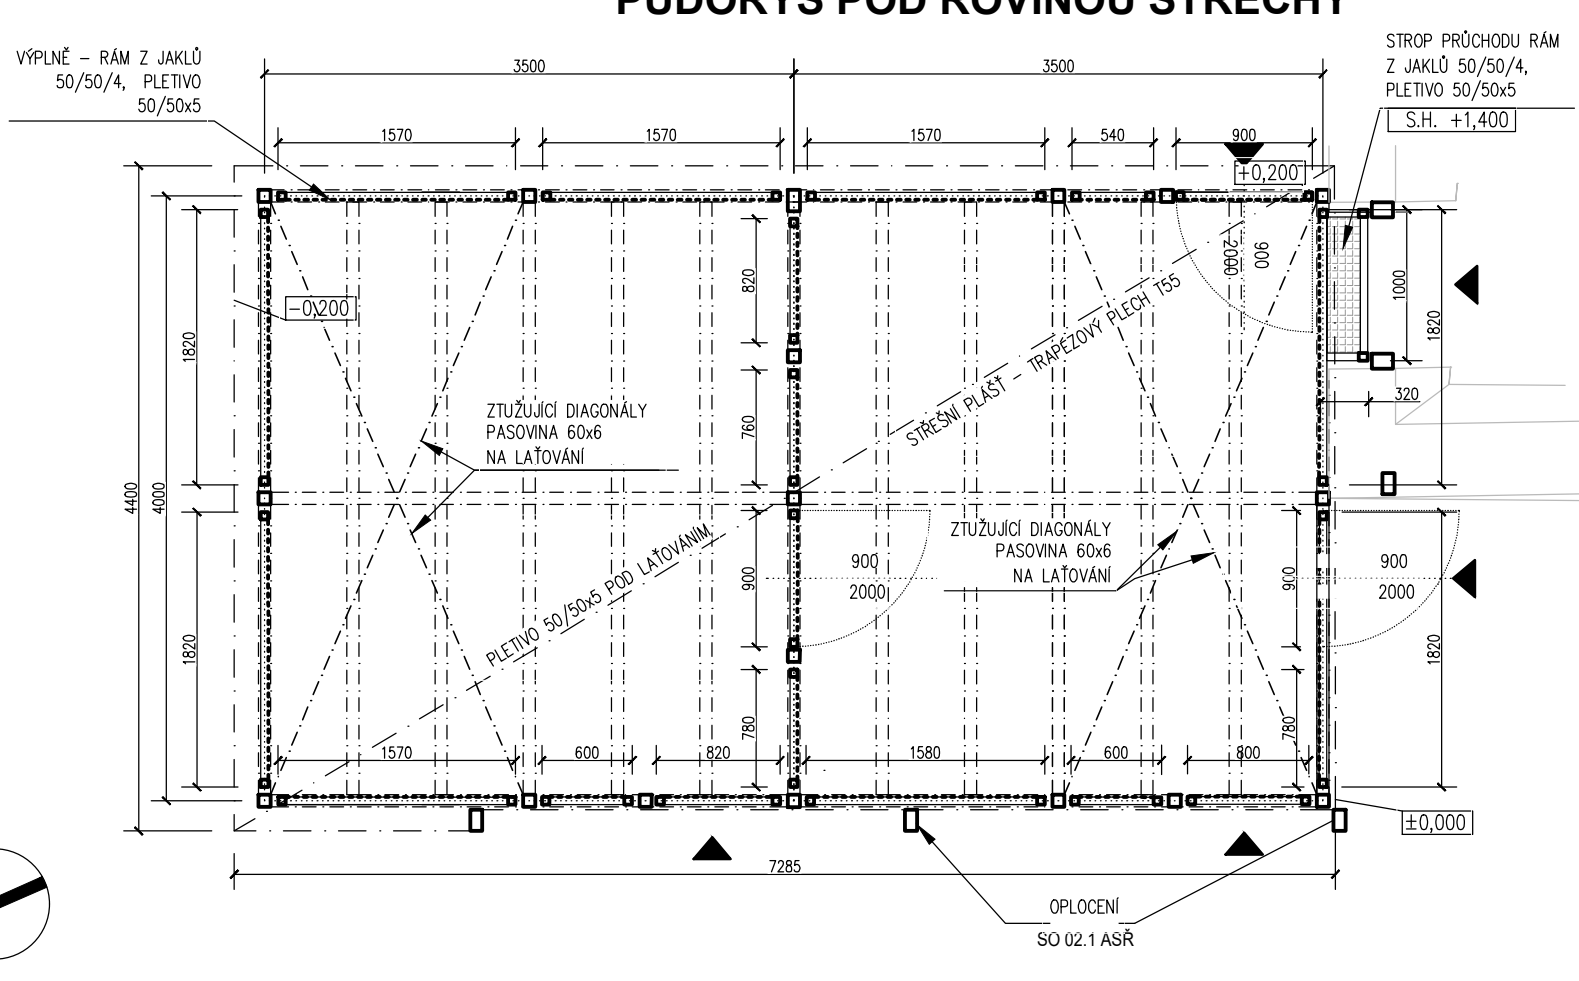 PŮDORYS POD ROVINOU STŘECHY
VÝPLNĚ – RÁM Z JAKLŮ
50/50/4, PLETIVO
50/50x5
STROP PRŮCHODU RÁM
Z JAKLŮ 50/50/4,
PLETIVO 50/50x5
S.H. +1,400
3500
3500
1570
1570
1570
540
900
+0,200
900
2000
820
1000
1820
1820
-0,200
STŘEŠNÍ PLÁŠŤ - TRAPÉZOVÝ PLECH T55
320
ZTUŽUJÍCÍ DIAGONÁLY
PASOVINA 60x6
NA LAŤOVÁNÍ
760
4400
4000
PLETIVO 50/50x5 POD LAŤOVÁNÍM
ZTUŽUJÍCÍ DIAGONÁLY
PASOVINA 60x6
NA LAŤOVÁNÍ
900
900
2000
900
900
2000
1820
1820
780
780
1570
600
820
1580
600
800
±0,000
7285
OPLOCENÍ
SO 02.1 ASŘ